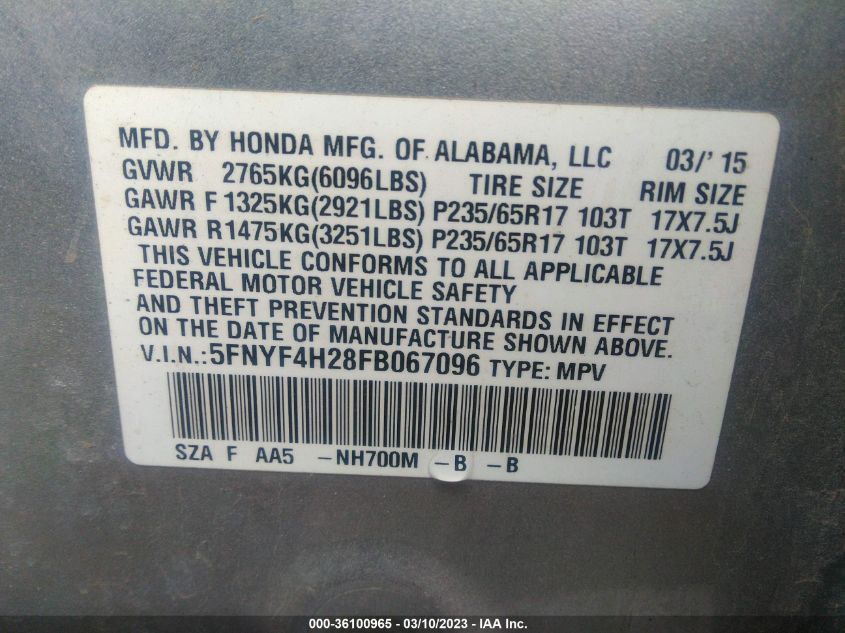 MFD. BY HONDA MFG. OF ALABAMA, LLC 03/' 15
GVWR 2765KG(6096LBS) TIRE SIZE RIM SIZE
GAWR F 1325KG(2921LBS) P235/65R17 103T 17X7.5J
GAWR R1475KG(3251LBS) P235/65R17 103T 17X7.5J
THIS VEHICLE CONFORMS TO ALL APPLICABLE
FEDERAL MOTOR VEHICLE SAFETY
AND THEFT PREVENTION STANDARDS IN EFFECT
ON THE DATE OF MANUFACTURE SHOWN ABOVE.
V.I.N.:5FNYF4H28FB067096 TYPE: MPV
SZA F AA5 -NH700M -B -B
000-36100965 - 03/10/2023 - IAA Inc.